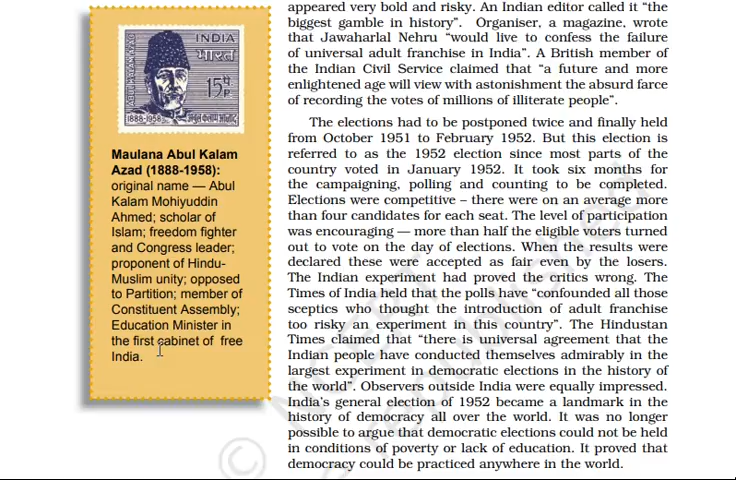 INDIA
भारत
ABUL KALAM AZAD
15
P
1888-1958
Maulana Abul Kalam
Azad (1888-1958):
original name — Abul
Kalam Mohiyuddin
Ahmed; scholar of
Islam; freedom fighter
and Congress leader;
proponent of Hindu-
Muslim unity; opposed
to Partition; member of
Constituent Assembly;
Education Minister in
the first cabinet of free
India.
appeared very bold and risky. An Indian editor called it “the
biggest gamble in history”. Organiser, a magazine, wrote
that Jawaharlal Nehru “would live to confess the failure
of universal adult franchise in India”. A British member of
the Indian Civil Service claimed that “a future and more
enlightened age will view with astonishment the absurd farce
of recording the votes of millions of illiterate people”.
The elections had to be postponed twice and finally held
from October 1951 to February 1952. But this election is
referred to as the 1952 election since most parts of the
country voted in January 1952. It took six months for
the campaigning, polling and counting to be completed.
Elections were competitive – there were on an average more
than four candidates for each seat. The level of participation
was encouraging — more than half the eligible voters turned
out to vote on the day of elections. When the results were
declared these were accepted as fair even by the losers.
The Indian experiment had proved the critics wrong. The
Times of India held that the polls have “confounded all those
sceptics who thought the introduction of adult franchise
too risky an experiment in this country”. The Hindustan
Times claimed that “there is universal agreement that the
Indian people have conducted themselves admirably in the
largest experiment in democratic elections in the history of
the world”. Observers outside India were equally impressed.
India’s general election of 1952 became a landmark in the
history of democracy all over the world. It was no longer
possible to argue that democratic elections could not be held
in conditions of poverty or lack of education. It proved that
democracy could be practiced anywhere in the world.